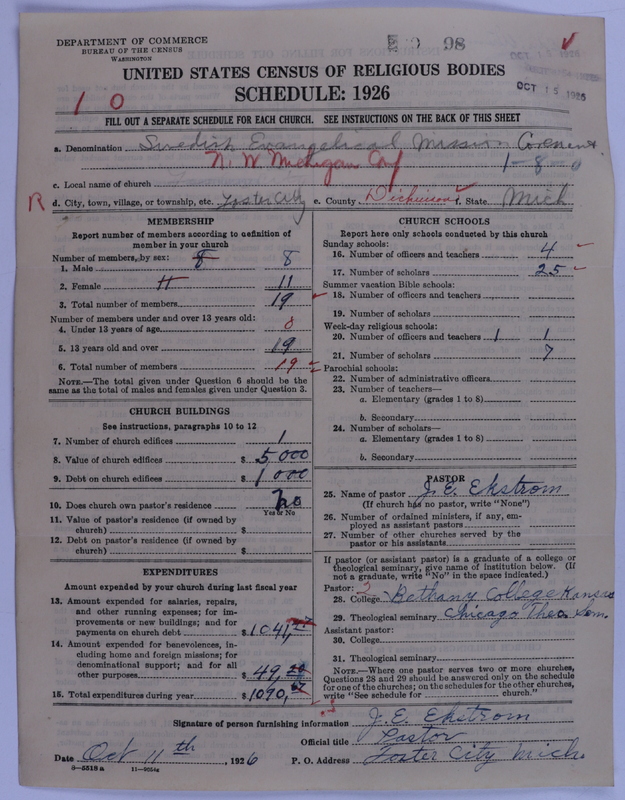 DEPARTMENT OF COMMERCE
BUREAU OF THE CENSUS
WASHINGTON
98
OCT 15 1926
UNITED STATES CENSUS OF RELIGIOUS BODIES
SCHEDULE: 1926
1 0
FILL OUT A SEPARATE SCHEDULE FOR EACH CHURCH. SEE INSTRUCTIONS ON THE BACK OF THIS SHEET
a. Denomination Swedish Evangelical Mission Covenant
N. W Michigan Conf 1-8-0
c. Local name of church
R d. City, town, village, or township, etc. Foster City e. County Dickinson f. State Mich
MEMBERSHIP
Report number of members according to definition of member in your church
Number of members, by sex:
1. Male 8 8
2. Female 11 11
3. Total number of members 19
Number of members under and over 13 years old:
4. Under 13 years of age 0
5. 13 years old and over 19
6. Total number of members 19
NOTE.—The total given under Question 6 should be the same as the total of males and females given under Question 3.
CHURCH BUILDINGS
See instructions, paragraphs 10 to 12
7. Number of church edifices 1
8. Value of church edifices $ 5000
9. Debt on church edifices $ 1000
10. Does church own pastor's residence no
Yes or No
11. Value of pastor's residence (if owned by church) $
12. Debt on pastor's residence (if owned by church) $
EXPENDITURES
Amount expended by your church during last fiscal year
13. Amount expended for salaries, repairs, and other running expenses; for improvements or new buildings; and for payments on church debt $ 1041,
14. Amount expended for benevolences, including home and foreign missions; for denominational support; and for all other purposes $ 49,
15. Total expenditures during year $ 1090,
CHURCH SCHOOLS
Report here only schools conducted by this church
Sunday schools:
16. Number of officers and teachers 4
17. Number of scholars 25
Summer vacation Bible schools:
18. Number of officers and teachers
19. Number of scholars
Week-day religious schools:
20. Number of officers and teachers 1 1
21. Number of scholars 7
Parochial schools:
22. Number of administrative officers
23. Number of teachers—
a. Elementary (grades 1 to 8)
b. Secondary
24. Number of scholars—
a. Elementary (grades 1 to 8)
b. Secondary
PASTOR
25. Name of pastor J. E. Ekstrom
(If church has no pastor, write "None")
26. Number of ordained ministers, if any, employed as assistant pastors
27. Number of other churches served by the pastor or his assistants
If pastor (or assistant pastor) is a graduate of a college or theological seminary, give name of institution below. (If not a graduate, write "No" in the space indicated.)
Pastor:
28. College Bethany College Kansas
29. Theological seminary Chicago Theo. Sem.
Assistant pastor:
30. College
31. Theological seminary
NOTE.—Where one pastor serves two or more churches, Questions 28 and 29 should be answered only on the schedule for one of the churches; on the schedules for the other churches, write "See schedule for church."
Signature of person furnishing information J. E. Ekstrom
Official title Pastor
Date Oct 11th, 1926 P. O. Address Foster City Mich.
8—5518 a 11—9054